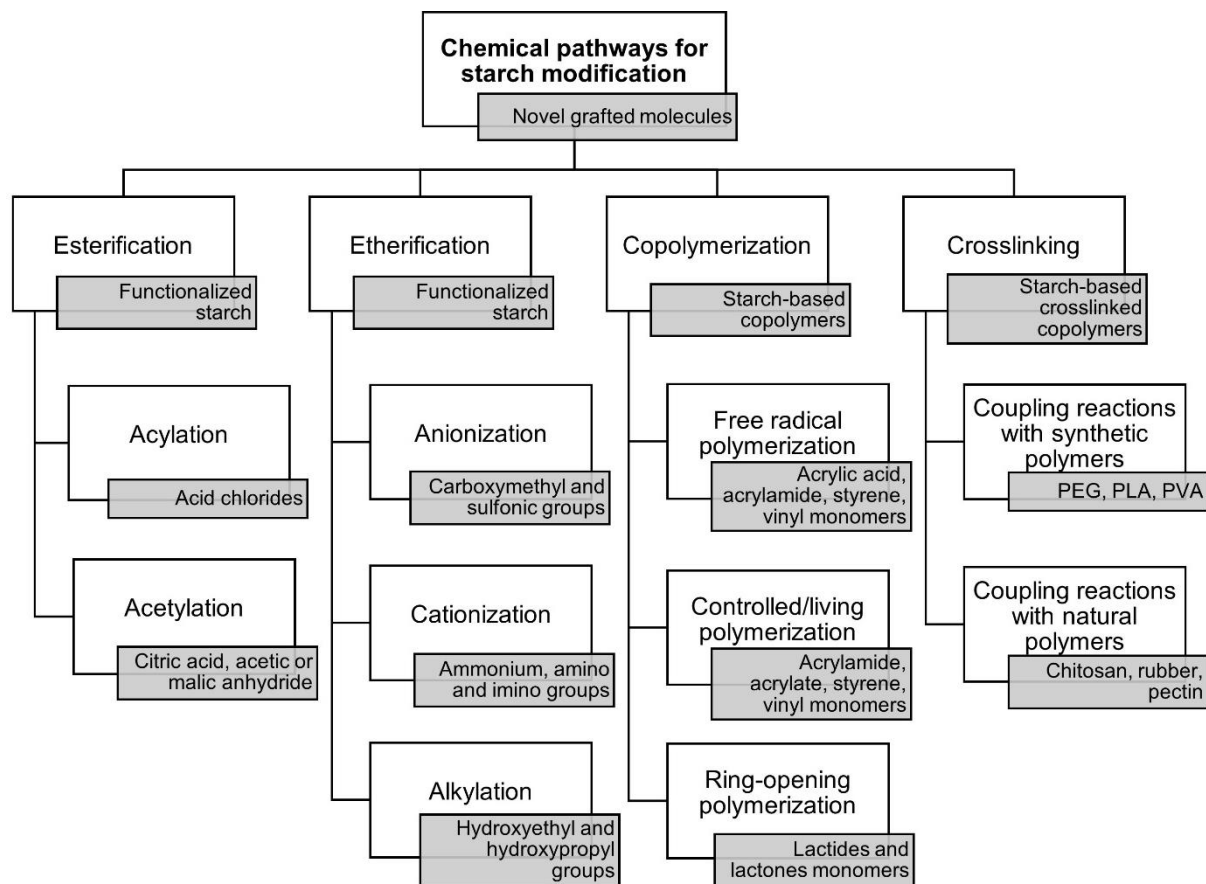 Chemical pathways for
starch modification
Novel grafted molecules
Esterification
Functionalized
starch
Acylation
Acid chlorides
Acetylation
Citric acid, acetic or
malic anhydride
Etherification
Functionalized
starch
Anionization
Carboxymethyl and
sulfonic groups
Cationization
Ammonium, amino
and imino groups
Alkylation
Hydroxyethyl and
hydroxypropyl
groups
Copolymerization
Starch-based
copolymers
Free radical
polymerization
Acrylic acid,
acrylamide, styrene,
vinyl monomers
Controlled/living
polymerization
Acrylamide,
acrylate, styrene,
vinyl monomers
Ring-opening
polymerization
Lactides and
lactones monomers
Crosslinking
Starch-based
crosslinked
copolymers
Coupling reactions
with synthetic
polymers
PEG, PLA, PVA
Coupling reactions
with natural
polymers
Chitosan, rubber,
pectin